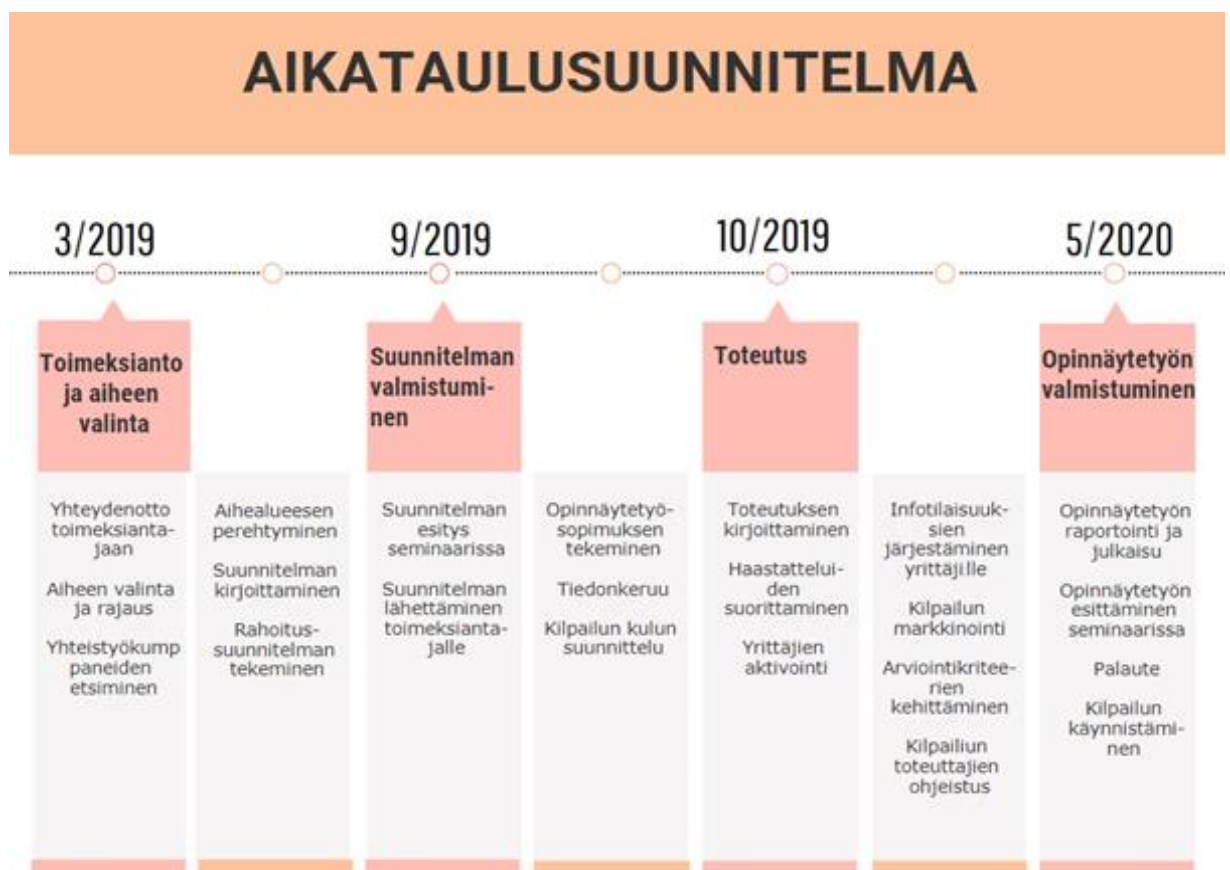 AIKATAULUSUUNNITELMA
3/2019
9/2019
10/2019
5/2020
Toimeksianto
ja aiheen
valinta
Suunnitelman
valmistumi-
nen
Toteutus
Opinnäytetyön
valmistuminen
Yhteydenotto
toimeksianta-
jaan
Aiheen valinta
ja rajaus
Yhteistyökump
paneiden
etsiminen
Aihealueesen
perehtyminen
Suunnitelman
kirjoittaminen
Rahoitus-
suunnitelman
tekeminen
Suunnitelman
esitys
seminaarissa
Suunnitelman
lähettäminen
toimeksianta-
jalle
Opinnäytetyö-
sopimuksen
tekeminen
Tiedonkeruu
Kilpailun kulun
suunnittelu
Toteutuksen
kirjoittaminen
Haastattelui-
den
suorittaminen
Yrittäjien
aktivointi
Infotilaisuuk-
sien
järjestäminen
yrittäjille
Kilpailun
markkinointi
Arviointikritee-
rien
kehittäminen
Kilpailiun
toteuttajien
ohjeistus
Opinnäytetyön
raportointi ja
julkaisu
Opinnäytetyön
esittäminen
seminaarissa
Palaute
Kilpailun
käynnistämi-
nen